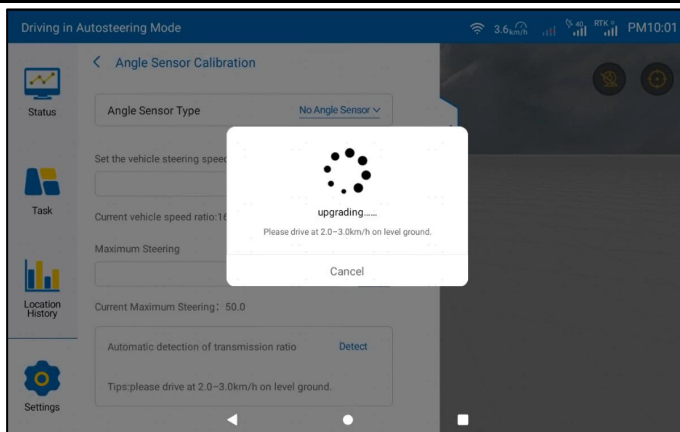 Driving in Autosteering Mode
3.6km/h
40
RTK
PM10:01
Angle Sensor Calibration
Status
Angle Sensor Type
No Angle Sensor
Set the vehicle steering speed
Task
Current vehicle speed ratio:16
Maximum Steering
upgrading......
Please drive at 2.0-3.0km/h on level ground.
Cancel
Location
History
Current Maximum Steering: 50.0
Automatic detection of transmission ratio
Detect
Tips:please drive at 2.0-3.0km/h on level ground.
Settings